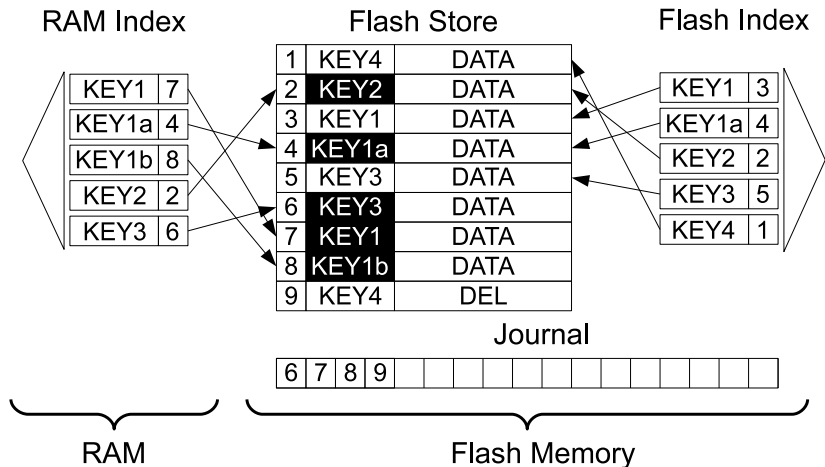 RAM Index
Flash Store
Flash Index
KEY1 7
KEY1a 4
KEY1b 8
KEY2 2
KEY3 6
1 KEY4 DATA
2 KEY2 DATA
3 KEY1 DATA
4 KEY1a DATA
5 KEY3 DATA
6 KEY3 DATA
7 KEY1 DATA
8 KEY1b DATA
9 KEY4 DEL
KEY1 3
KEY1a 4
KEY2 2
KEY3 5
KEY4 1
Journal
6 7 8 9
RAM
Flash Memory